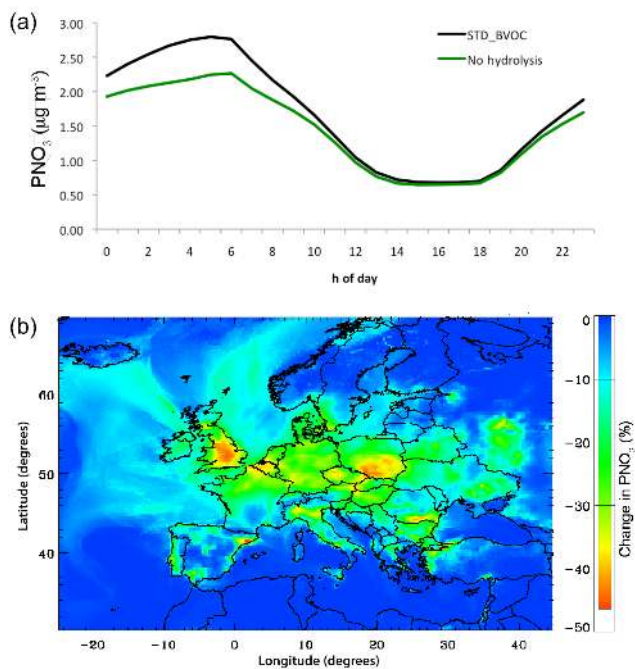 (a)
3.00
2.50
2.00
1.50
1.00
0.50
0.00
PNO₃ (µg m⁻³)
STD_BVOC
No hydrolysis
0 2 4 6 8 10 12 14 16 18 20 22
h of day
(b)
60
50
40
Latitude (degrees)
−20 −10 0 10 20 30 40
Longitude (degrees)
0
−10
−20
−30
−40
−50
Change in PNO₃ (%)